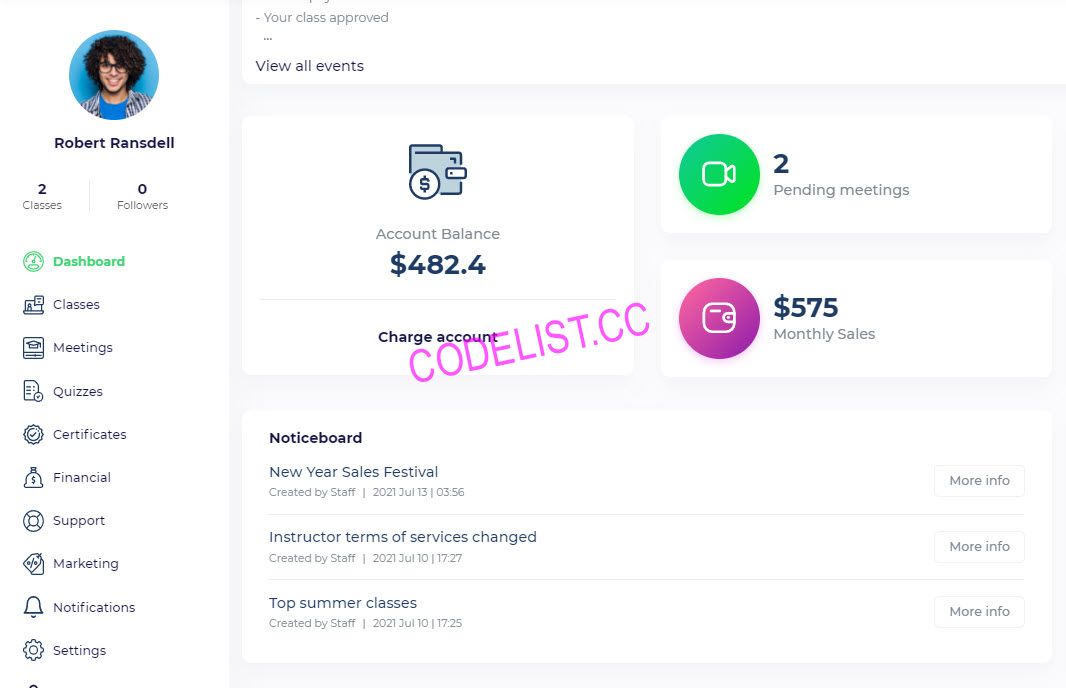 - Your class approved
...
View all events
Robert Ransdell
2
Classes
0
Followers
Dashboard
Classes
Meetings
Quizzes
Certificates
Financial
Support
Marketing
Notifications
Settings
Account Balance
$482.4
Charge account
2
Pending meetings
$575
Monthly Sales
CODELIST.CC
Noticeboard
New Year Sales Festival
Created by Staff | 2021 Jul 13 | 03:56
More info
Instructor terms of services changed
Created by Staff | 2021 Jul 10 | 17:27
More info
Top summer classes
Created by Staff | 2021 Jul 10 | 17:25
More info